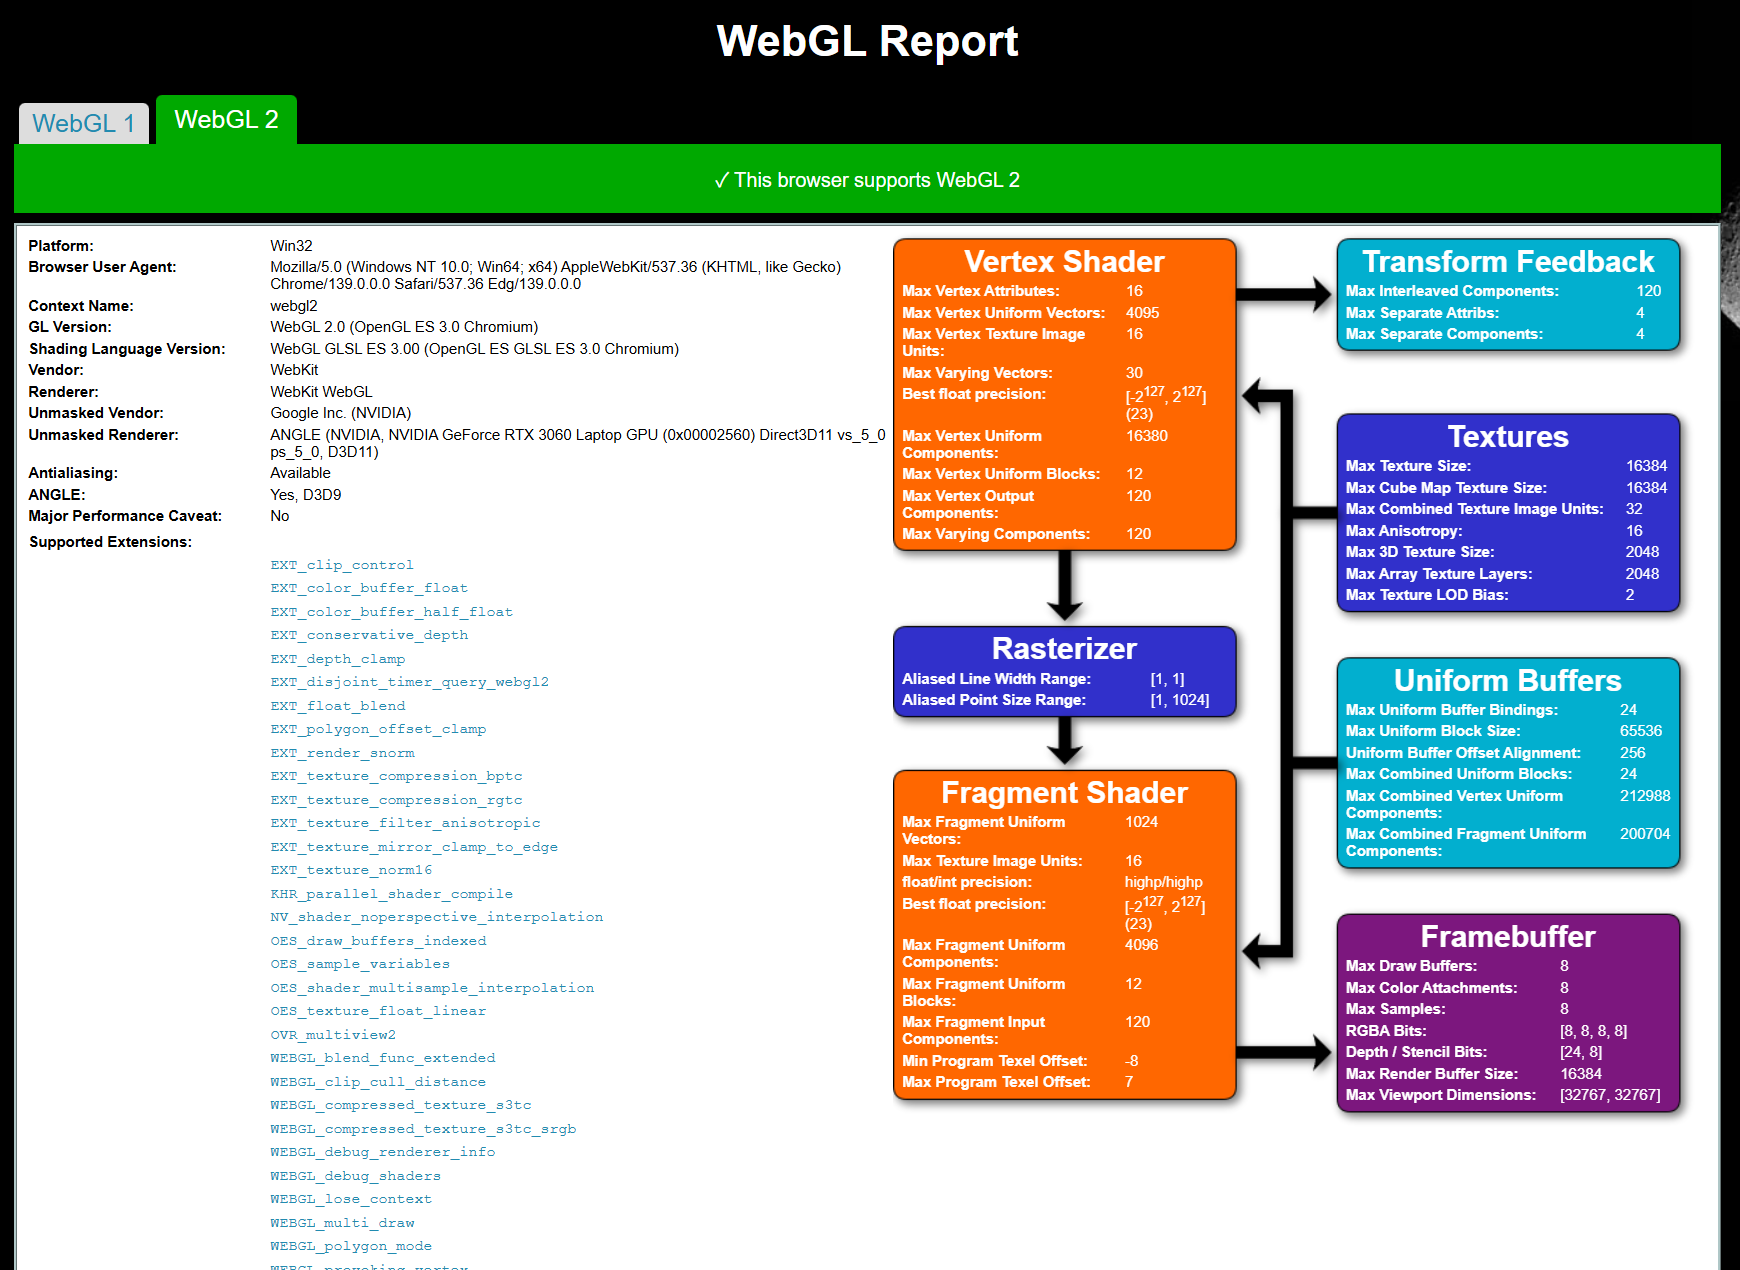 WebGL Report
WebGL 1
WebGL 2
✓ This browser supports WebGL 2
Platform: Win32
Browser User Agent: Mozilla/5.0 (Windows NT 10.0; Win64; x64) AppleWebKit/537.36 (KHTML, like Gecko)
Chrome/139.0.0.0 Safari/537.36 Edg/139.0.0.0
Context Name: webgl2
GL Version: WebGL 2.0 (OpenGL ES 3.0 Chromium)
Shading Language Version: WebGL GLSL ES 3.00 (OpenGL ES GLSL ES 3.0 Chromium)
Vendor: WebKit
Renderer: WebKit WebGL
Unmasked Vendor: Google Inc. (NVIDIA)
Unmasked Renderer: ANGLE (NVIDIA, NVIDIA GeForce RTX 3060 Laptop GPU (0x00002560) Direct3D11 vs_5_0
ps_5_0, D3D11)
Antialiasing: Available
ANGLE: Yes, D3D9
Major Performance Caveat: No
Supported Extensions:
EXT_clip_control
EXT_color_buffer_float
EXT_color_buffer_half_float
EXT_conservative_depth
EXT_depth_clamp
EXT_disjoint_timer_query_webgl2
EXT_float_blend
EXT_polygon_offset_clamp
EXT_render_snorm
EXT_texture_compression_bptc
EXT_texture_compression_rgtc
EXT_texture_filter_anisotropic
EXT_texture_mirror_clamp_to_edge
EXT_texture_norm16
KHR_parallel_shader_compile
NV_shader_noperspective_interpolation
OES_draw_buffers_indexed
OES_sample_variables
OES_shader_multisample_interpolation
OES_texture_float_linear
OVR_multiview2
WEBGL_blend_func_extended
WEBGL_clip_cull_distance
WEBGL_compressed_texture_s3tc
WEBGL_compressed_texture_s3tc_srgb
WEBGL_debug_renderer_info
WEBGL_debug_shaders
WEBGL_lose_context
WEBGL_multi_draw
WEBGL_polygon_mode
WEBGL_provoking_vertex
Vertex Shader
Max Vertex Attributes: 16
Max Vertex Uniform Vectors: 4095
Max Vertex Texture Image 16
Units:
Max Varying Vectors: 30
Best float precision: [-2^127, 2^127]
(23)
Max Vertex Uniform 16380
Components:
Max Vertex Uniform Blocks: 12
Max Vertex Output 120
Components:
Max Varying Components: 120
Rasterizer
Aliased Line Width Range: [1, 1]
Aliased Point Size Range: [1, 1024]
Fragment Shader
Max Fragment Uniform 1024
Vectors:
Max Texture Image Units: 16
float/int precision: highp/highp
Best float precision: [-2^127, 2^127]
(23)
Max Fragment Uniform 4096
Components:
Max Fragment Uniform 12
Blocks:
Max Fragment Input 120
Components:
Min Program Texel Offset: -8
Max Program Texel Offset: 7
Transform Feedback
Max Interleaved Components: 120
Max Separate Attribs: 4
Max Separate Components: 4
Textures
Max Texture Size: 16384
Max Cube Map Texture Size: 16384
Max Combined Texture Image Units: 32
Max Anisotropy: 16
Max 3D Texture Size: 2048
Max Array Texture Layers: 2048
Max Texture LOD Bias: 2
Uniform Buffers
Max Uniform Buffer Bindings: 24
Max Uniform Block Size: 65536
Uniform Buffer Offset Alignment: 256
Max Combined Uniform Blocks: 24
Max Combined Vertex Uniform 212988
Components:
Max Combined Fragment Uniform 200704
Components:
Framebuffer
Max Draw Buffers: 8
Max Color Attachments: 8
Max Samples: 8
RGBA Bits: [8, 8, 8, 8]
Depth / Stencil Bits: [24, 8]
Max Render Buffer Size: 16384
Max Viewport Dimensions: [32767, 32767]